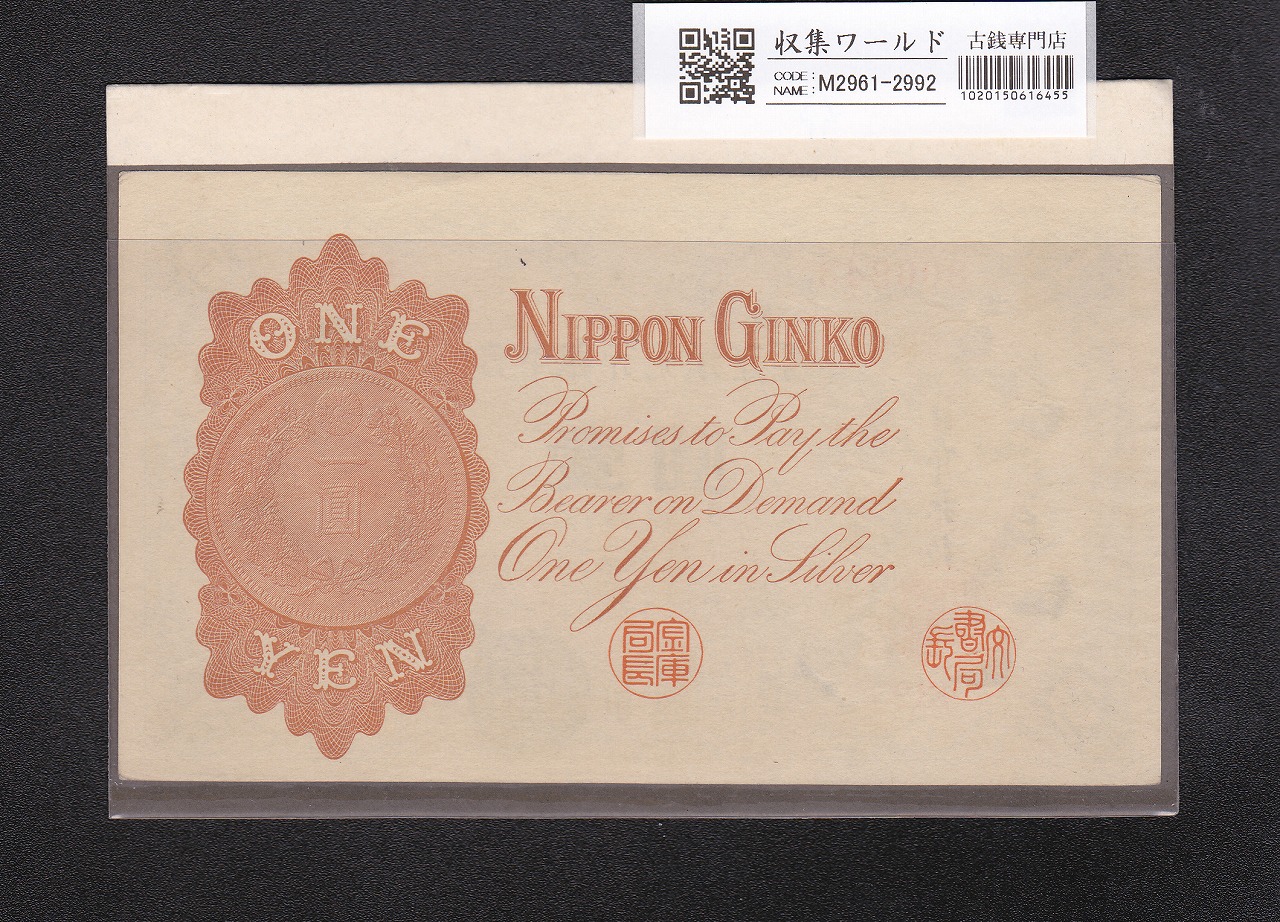 収集ワールド 古銭専門店
CODE:
NAME: M2961-2992
1020150616455
ONE
一圓
YEN
NIPPON GINKO
Promises to Pay the
Bearer on Demand
One Yen in Silver
金庫局長
文書局長